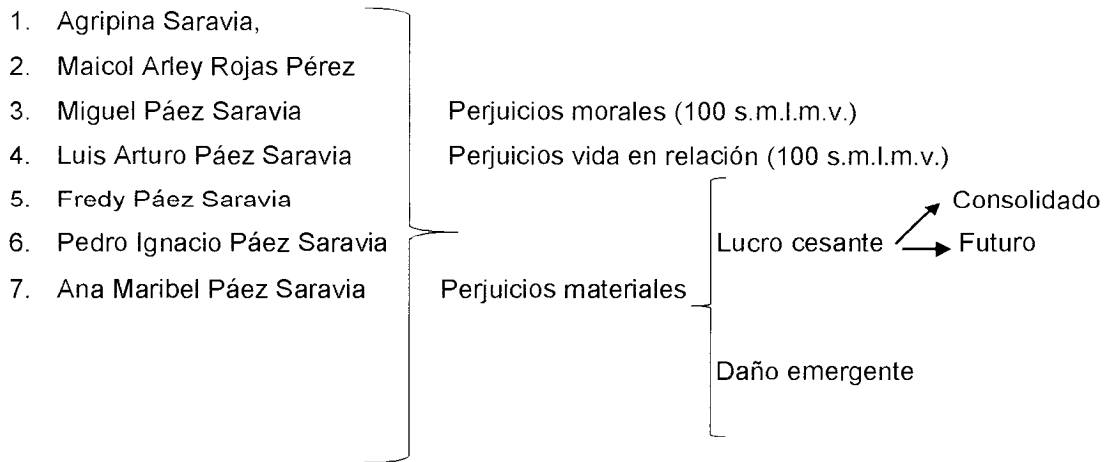 1. Agripina Saravia,
2. Maicol Arley Rojas Pérez
3. Miguel Páez Saravia
4. Luis Arturo Páez Saravia
5. Fredy Páez Saravia
6. Pedro Ignacio Páez Saravia
7. Ana Maribel Páez Saravia
Perjuicios morales (100 s.m.l.m.v.)
Perjuicios vida en relación (100 s.m.l.m.v.)
Perjuicios materiales
Lucro cesante
Consolidado
Futuro
Daño emergente